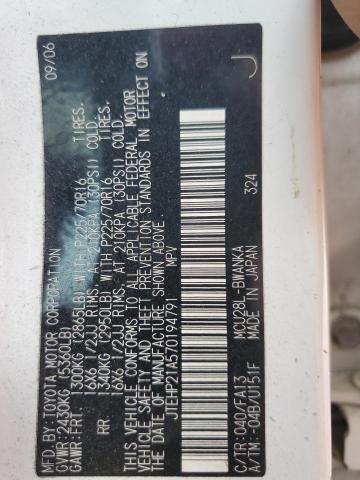 MFD.BY:TOYOTA MOTOR CORPORATION 09/06
GVWR:2430KG(5360LB)
GAWR:FRT 1300KG(2865LB)WITH P225/70R16 TIRES,
16X6 1/2JJ RIMS, AT 210KPA (30PSI) COLD.
RR 1340KG(2950LB)WITH P225/70R16 TIRES,
16X6 1/2JJ RIMS, AT 210KPA (30PSI) COLD.
THIS VEHICLE CONFORMS TO ALL APPLICABLE FEDERAL MOTOR
VEHICLE SAFETY AND THEFT PREVENTION STANDARDS IN EFFECT ON
THE DATE OF MANUFACTURE SHOWN ABOVE.
JTEHP21A570194791 MPV
J
C/TR:040/FA13 MCU28L-BWANKA
A/TM:-04B/U151F MADE IN JAPAN 324